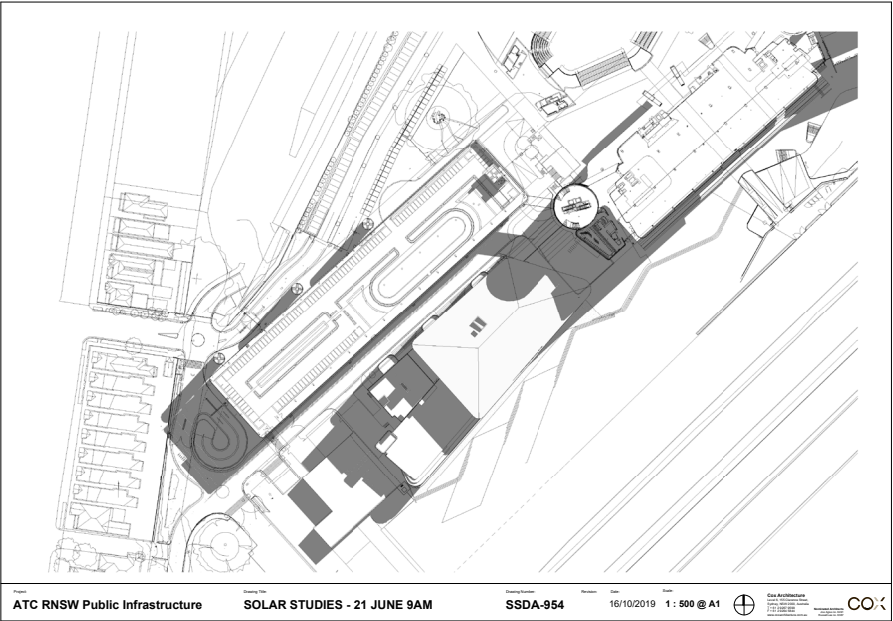 Project:
ATC RNSW Public Infrastructure
Drawing Title:
SOLAR STUDIES - 21 JUNE 9AM
Drawing Number:
SSDA-954
Revision:
Date:
16/10/2019
Scale:
1 : 500 @ A1
Cox Architecture
COX